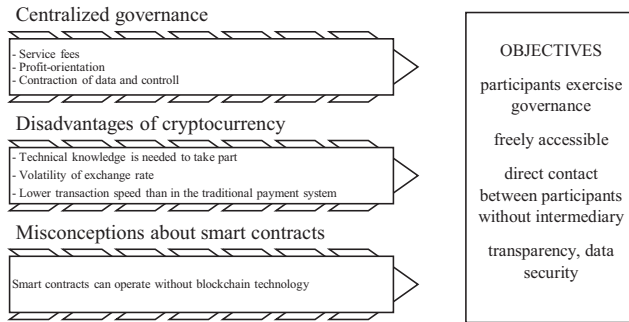 Centralized governance
- Service fees
- Profit-orientation
- Contraction of data and controll
Disadvantages of cryptocurrency
- Technical knowledge is needed to take part
- Volatility of exchange rate
- Lower transaction speed than in the traditional payment system
Misconceptions about smart contracts
Smart contracts can operate without blockchain technology
OBJECTIVES
participants exercise
governance
freely accessible
direct contact
between participants
without intermediary
transparency, data
security